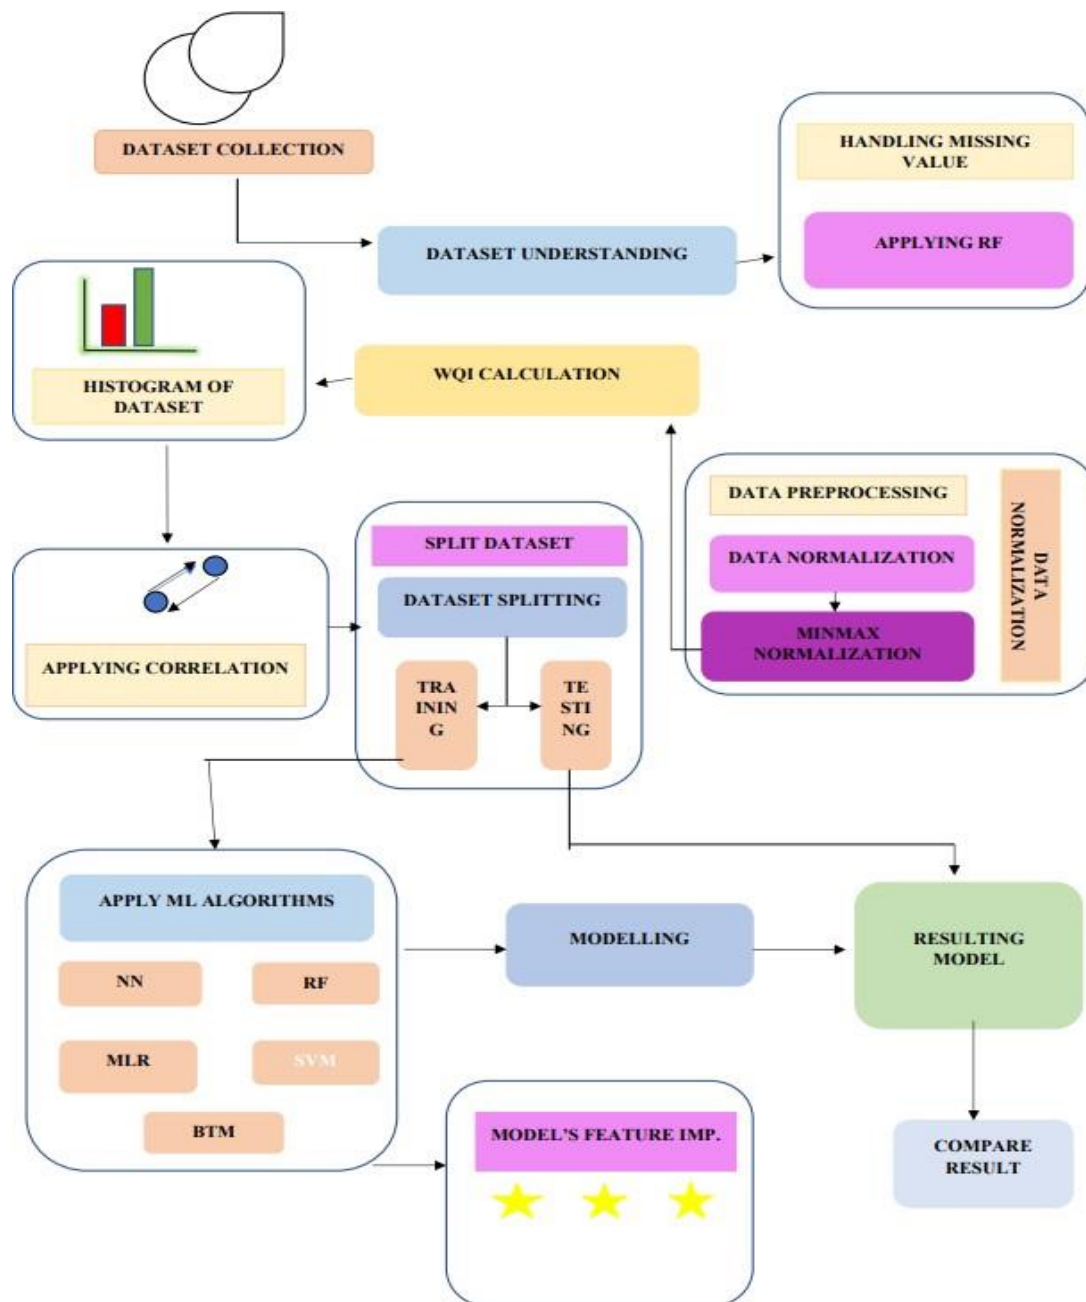 DATASET COLLECTION
HANDLING MISSING
VALUE
APPLYING RF
DATASET UNDERSTANDING
WQI CALCULATION
HISTOGRAM OF
DATASET
DATA PREPROCESSING
DATA NORMALIZATION
MINMAX
NORMALIZATION
DATA
NORMALIZATION
SPLIT DATASET
DATASET SPLITTING
TRA
ININ
G
TE
STI
NG
APPLYING CORRELATION
APPLY ML ALGORITHMS
NN
RF
MLR
SVM
BTM
MODELLING
RESULTING
MODEL
MODEL'S FEATURE IMP.
COMPARE
RESULT